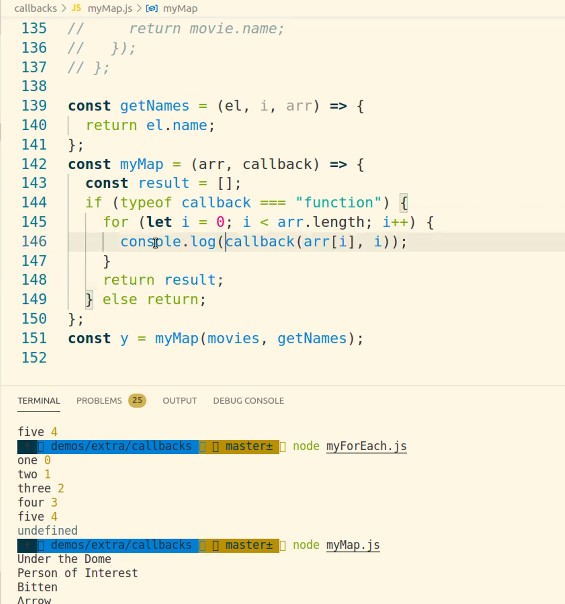 callbacks > JS myMap.js > myMap
135 //     return movie.name;
136 //   });
137 // };
138
139 const getNames = (el, i, arr) => {
140   return el.name;
141 };
142 const myMap = (arr, callback) => {
143   const result = [];
144   if (typeof callback === "function") {
145     for (let i = 0; i < arr.length; i++) {
146       console.log(callback(arr[i], i));
147     }
148     return result;
149   } else return;
150 };
151 const y = myMap(movies, getNames);
152
TERMINAL PROBLEMS 25 OUTPUT DEBUG CONSOLE
five 4
demos/extra/callbacks master± node myForEach.js
one 0
two 1
three 2
four 3
five 4
undefined
demos/extra/callbacks master± node myMap.js
Under the Dome
Person of Interest
Bitten
Arrow